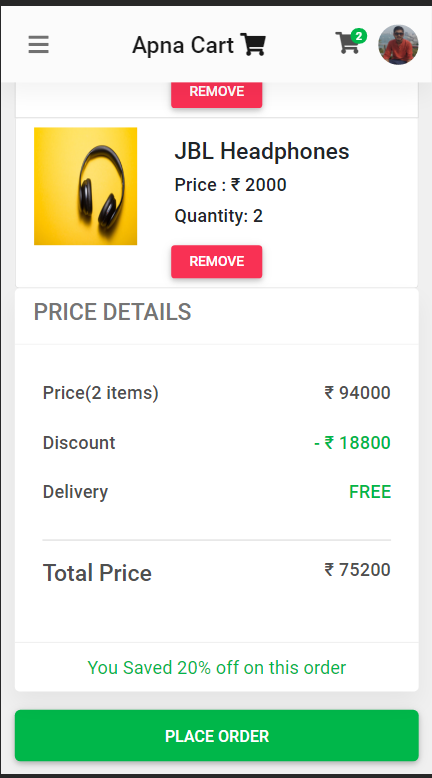 Apna Cart
2
REMOVE
JBL Headphones
Price : ₹ 2000
Quantity: 2
REMOVE
PRICE DETAILS
Price(2 items) ₹ 94000
Discount - ₹ 18800
Delivery FREE
Total Price ₹ 75200
You Saved 20% off on this order
PLACE ORDER